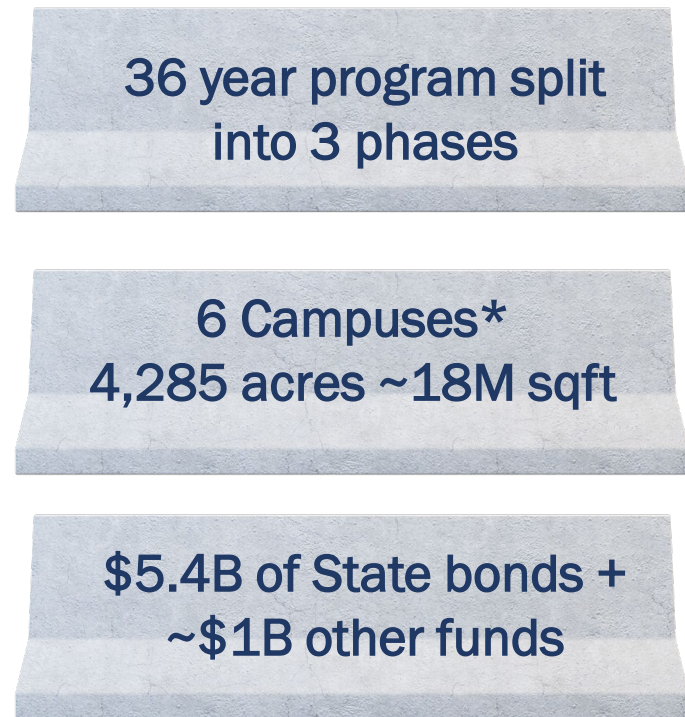 36 year program split
into 3 phases
6 Campuses*
4,285 acres ~18M sqft
$5.4B of State bonds +
~$1B other funds